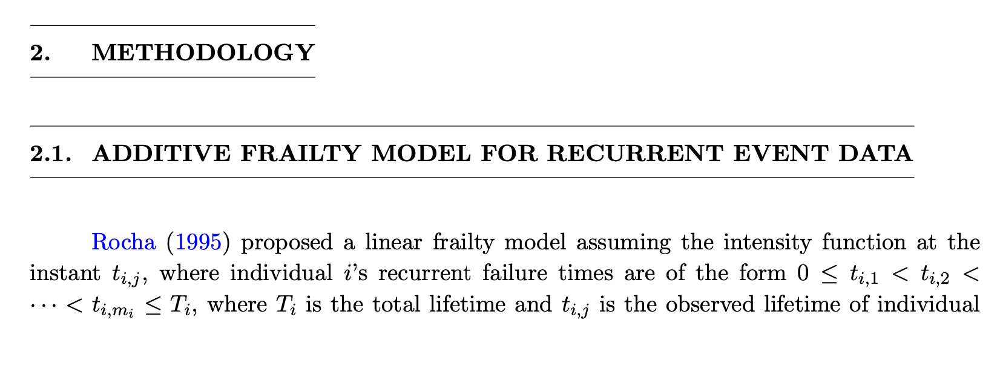 2. METHODOLOGY
2.1. ADDITIVE FRAILTY MODEL FOR RECURRENT EVENT DATA
Rocha (1995) proposed a linear frailty model assuming the intensity function at the
instant $t_{i,j}$, where individual $i$'s recurrent failure times are of the form $0 \leq t_{i,1} < t_{i,2} <$
$\cdots < t_{i,m_i} \leq T_i$, where $T_i$ is the total lifetime and $t_{i,j}$ is the observed lifetime of individual